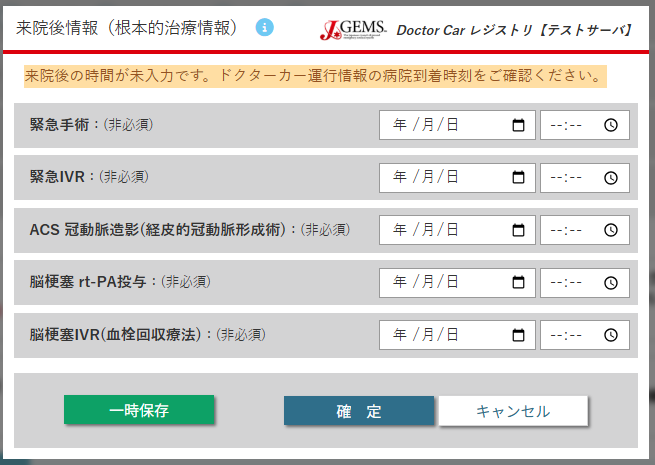 来院後情報（根本的治療情報） i J-GEMS Doctor Car レジストリ【テストサーバ】
来院後の時間が未入力です。ドクターカー運行情報の病院到着時刻をご確認ください。
緊急手術：(非必須) 年 /月/日 --:--
緊急IVR：(非必須) 年 /月/日 --:--
ACS 冠動脈造影(経皮的冠動脈形成術)：(非必須) 年 /月/日 --:--
脳梗塞 rt-PA投与：(非必須) 年 /月/日 --:--
脳梗塞IVR(血栓回収療法)：(非必須) 年 /月/日 --:--
一時保存 確　定 キャンセル